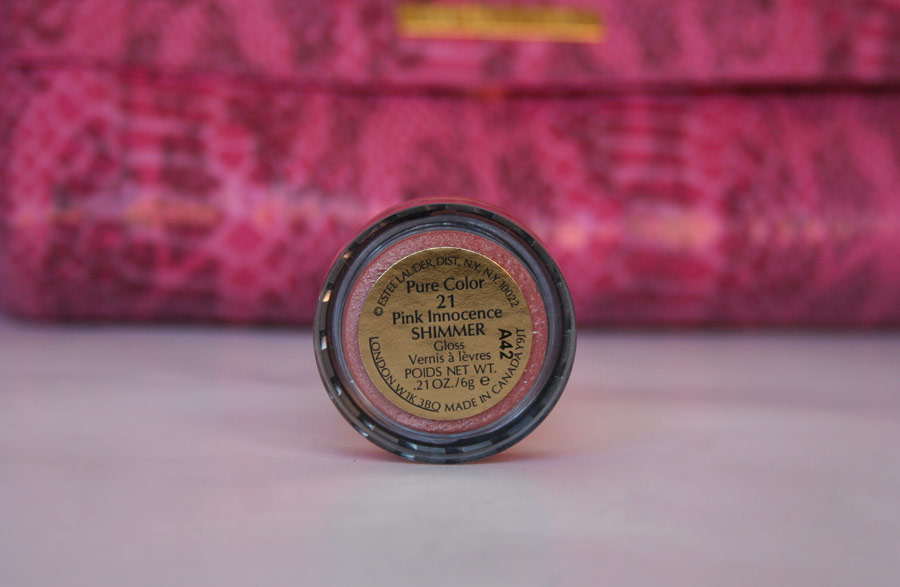 © ESTEE LAUDER, DIST, N.Y., N.Y. 10022
Pure Color
21
Pink Innocence
SHIMMER
Gloss
Vernis à lèvres
POIDS NET WT.
.21 OZ./6g e
LONDON W1K 3BQ MADE IN CANADA
A42